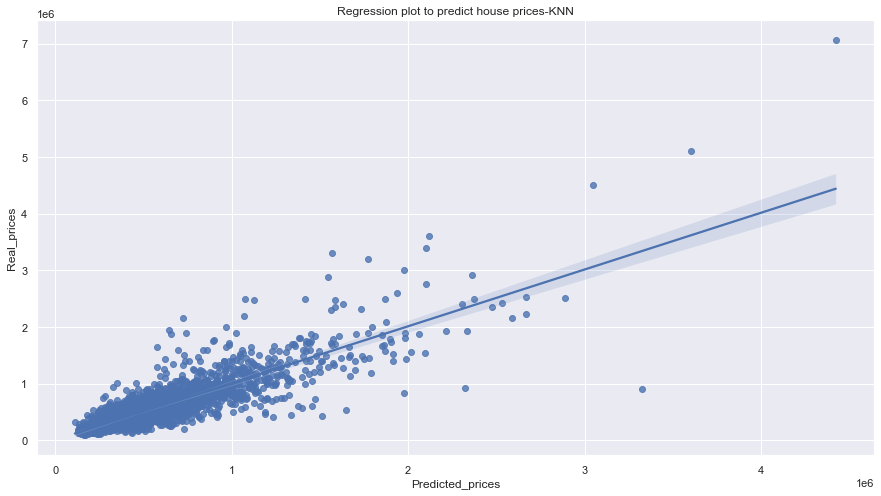 Regression plot to predict house prices-KNN
1e6
7
6
5
4
3
2
1
0
Real_prices
0 1 2 3 4
1e6
Predicted_prices